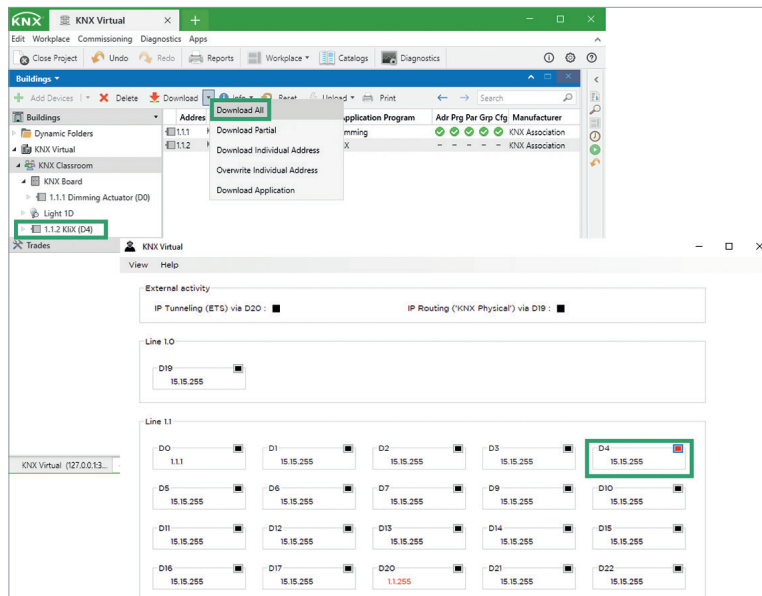 KNX KNX Virtual × +
Edit Workplace Commissioning Diagnostics Apps
Close Project Undo Redo Reports Workplace Catalogs Diagnostics
Buildings
Add Devices Delete Download Info Reset Unload Print Search
Buildings Addres Application Program Adr Prg Par Grp Cfg Manufacturer
Download All
Dynamic Folders 1.1.1 mming KNX Association
Download Partial
KNX Virtual 1.1.2 X – – – – – KNX Association
Download Individual Address
KNX Classroom
Overwrite Individual Address
KNX Board
Download Application
1.1.1 Dimming Actuator (D0)
Light 1D
1.1.2 KliX (D4)
Trades
KNX Virtual
View Help
External activity
IP Tunneling (ETS) via D20 : IP Routing ('KNX Physical') via D19 :
Line 1.0
D19
15.15.255
Line 1.1
D0 D1 D2 D3 D4
1.1.1 15.15.255 15.15.255 15.15.255 15.15.255
KNX Virtual (127.0.0.1:3...
D5 D6 D7 D9 D10
15.15.255 15.15.255 15.15.255 15.15.255 15.15.255
D11 D12 D13 D14 D15
15.15.255 15.15.255 15.15.255 15.15.255 15.15.255
D16 D17 D20 D21 D22
15.15.255 15.15.255 1.1.255 15.15.255 15.15.255